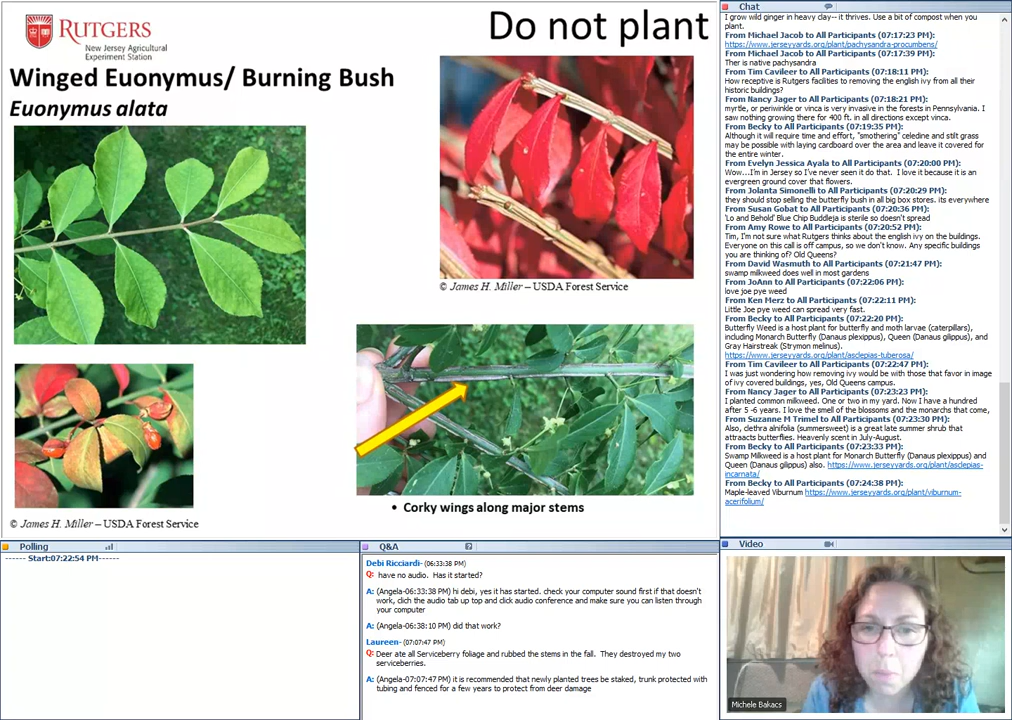 RUTGERS
New Jersey Agricultural
Experiment Station
Do not plant
Winged Euonymus/ Burning Bush
Euonymus alata
© James H. Miller – USDA Forest Service
© James H. Miller – USDA Forest Service
• Corky wings along major stems
Chat
I grow wild ginger in heavy clay-- it thrives. Use a bit of compost when you
plant.
From Michael Jacob to All Participants (07:17:23 PM):
https://www.jerseyyards.org/plant/pachysandra-procumbens/
From Michael Jacob to All Participants (07:17:39 PM):
Ther is native pachysandra
From Tim Cavileer to All Participants (07:18:11 PM):
How receptive is Rutgers facilities to removing the english ivy from all their
historic buildings?
From Nancy Jager to All Participants (07:18:21 PM):
myrtle, or periwinkle or vinca is very invasive in the forests in Pennsylvania. I
saw nothing growing there for 400 ft. in all directions except vinca.
From Becky to All Participants (07:19:35 PM):
Although it will require time and effort, "smothering" celedine and stilt grass
may be possible with laying cardboard over the area and leave it covered for
the entire winter.
From Evelyn Jessica Ayala to All Participants (07:20:00 PM):
Wow...I'm in Jersey so I've never seen it do that. I love it because it is an
evergreen ground cover that flowers.
From Jolanta Simonelli to All Participants (07:20:29 PM):
they should stop selling the butterfly bush in all big box stores. its everywhere
From Susan Gobat to All Participants (07:20:36 PM):
'Lo and Behold' Blue Chip Buddleja is sterile so doesn't spread
From Amy Rowe to All Participants (07:20:52 PM):
Tim, I'm not sure what Rutgers thinks about the english ivy on the buildings.
Everyone on this call is off campus, so we don't know. Any specific buildings
you are thinking of? Old Queens?
From David Wasmuth to All Participants (07:21:47 PM):
swamp milkweed does well in most gardens
From JoAnn to All Participants (07:22:06 PM):
love joe pye weed
From Ken Merz to All Participants (07:22:11 PM):
Little Joe pye weed can spread very fast.
From Becky to All Participants (07:22:20 PM):
Butterfly Weed is a host plant for butterfly and moth larvae (caterpillars),
including Monarch Butterfly (Danaus plexippus), Queen (Danaus gilippus), and
Gray Hairstreak (Strymon melinus).
https://www.jerseyyards.org/plant/asclepias-tuberosa/
From Tim Cavileer to All Participants (07:22:47 PM):
I was just wondering how removing ivy would be with those that favor in image
of ivy covered buildings, yes, Old Queens campus.
From Nancy Jager to All Participants (07:23:23 PM):
I planted common milkweed. One or two in my yard. Now I have a hundred
after 5 -6 years. I love the smell of the blossoms and the monarchs that come,
From Suzanne M Trimel to All Participants (07:23:30 PM):
Also, clethra alnifolia (summersweet) is a great late summer shrub that
attraacts butterflies. Heavenly scent in July-August.
From Becky to All Participants (07:23:33 PM):
Swamp Milkweed is a host plant for Monarch Butterfly (Danaus plexippus) and
Queen (Danaus gilippus) also. https://www.jerseyyards.org/plant/asclepias-
incarnata/
From Becky to All Participants (07:24:38 PM):
Maple-leaved Viburnum https://www.jerseyyards.org/plant/viburnum-
acerifolium/
Polling
------ Start:07:22:54 PM------
Q&A
Debi Ricciardi- (06:33:38 PM)
Q: have no audio. Has it started?
A: (Angela-06:33:38 PM) hi debi, yes it has started. check your computer sound first if that doesn't
work, clich the audio tab up top and click audio conference and make sure you can listen through
your computer
A: (Angela-06:38:10 PM) did that work?
Laureen- (07:07:47 PM)
Q: Deer ate all Serviceberry foliage and rubbed the stems in the fall. They destroyed my two
serviceberries.
A: (Angela-07:07:47 PM) it is recommended that newly planted trees be staked, trunk protected with
tubing and fenced for a few years to protect from deer damage
Video
Michele Bakacs